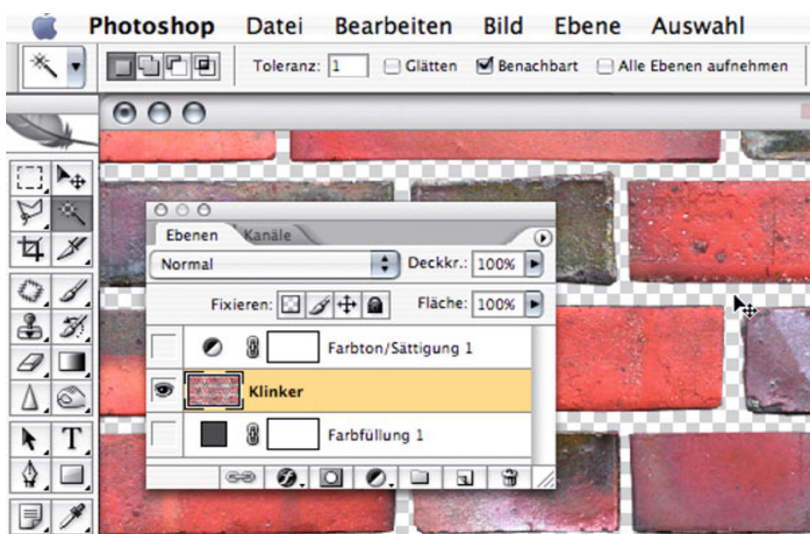 Photoshop Datei Bearbeiten Bild Ebene Auswahl
Toleranz: 1 Glätten Benachbart Alle Ebenen aufnehmen
Ebenen Kanäle
Normal Deckkr.: 100%
Fixieren: Fläche: 100%
Farbton/Sättigung 1
Klinker
Farbfüllung 1
T